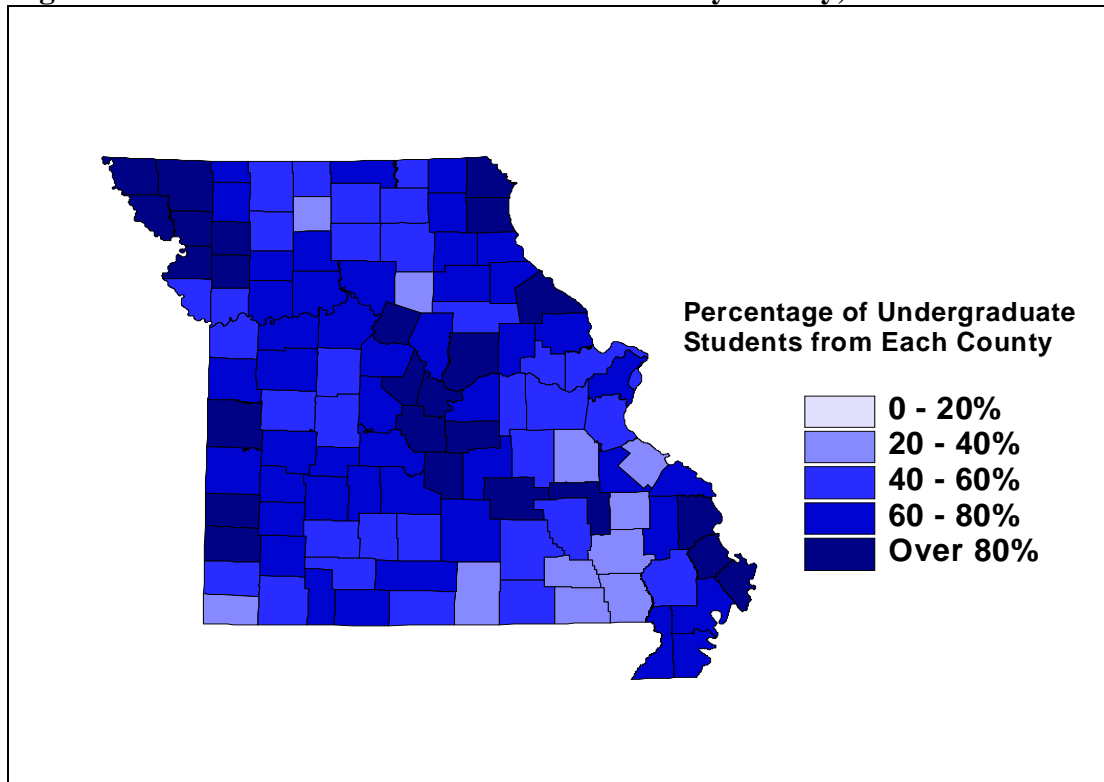 Percentage of Undergraduate
Students from Each County
0 - 20%
20 - 40%
40 - 60%
60 - 80%
Over 80%